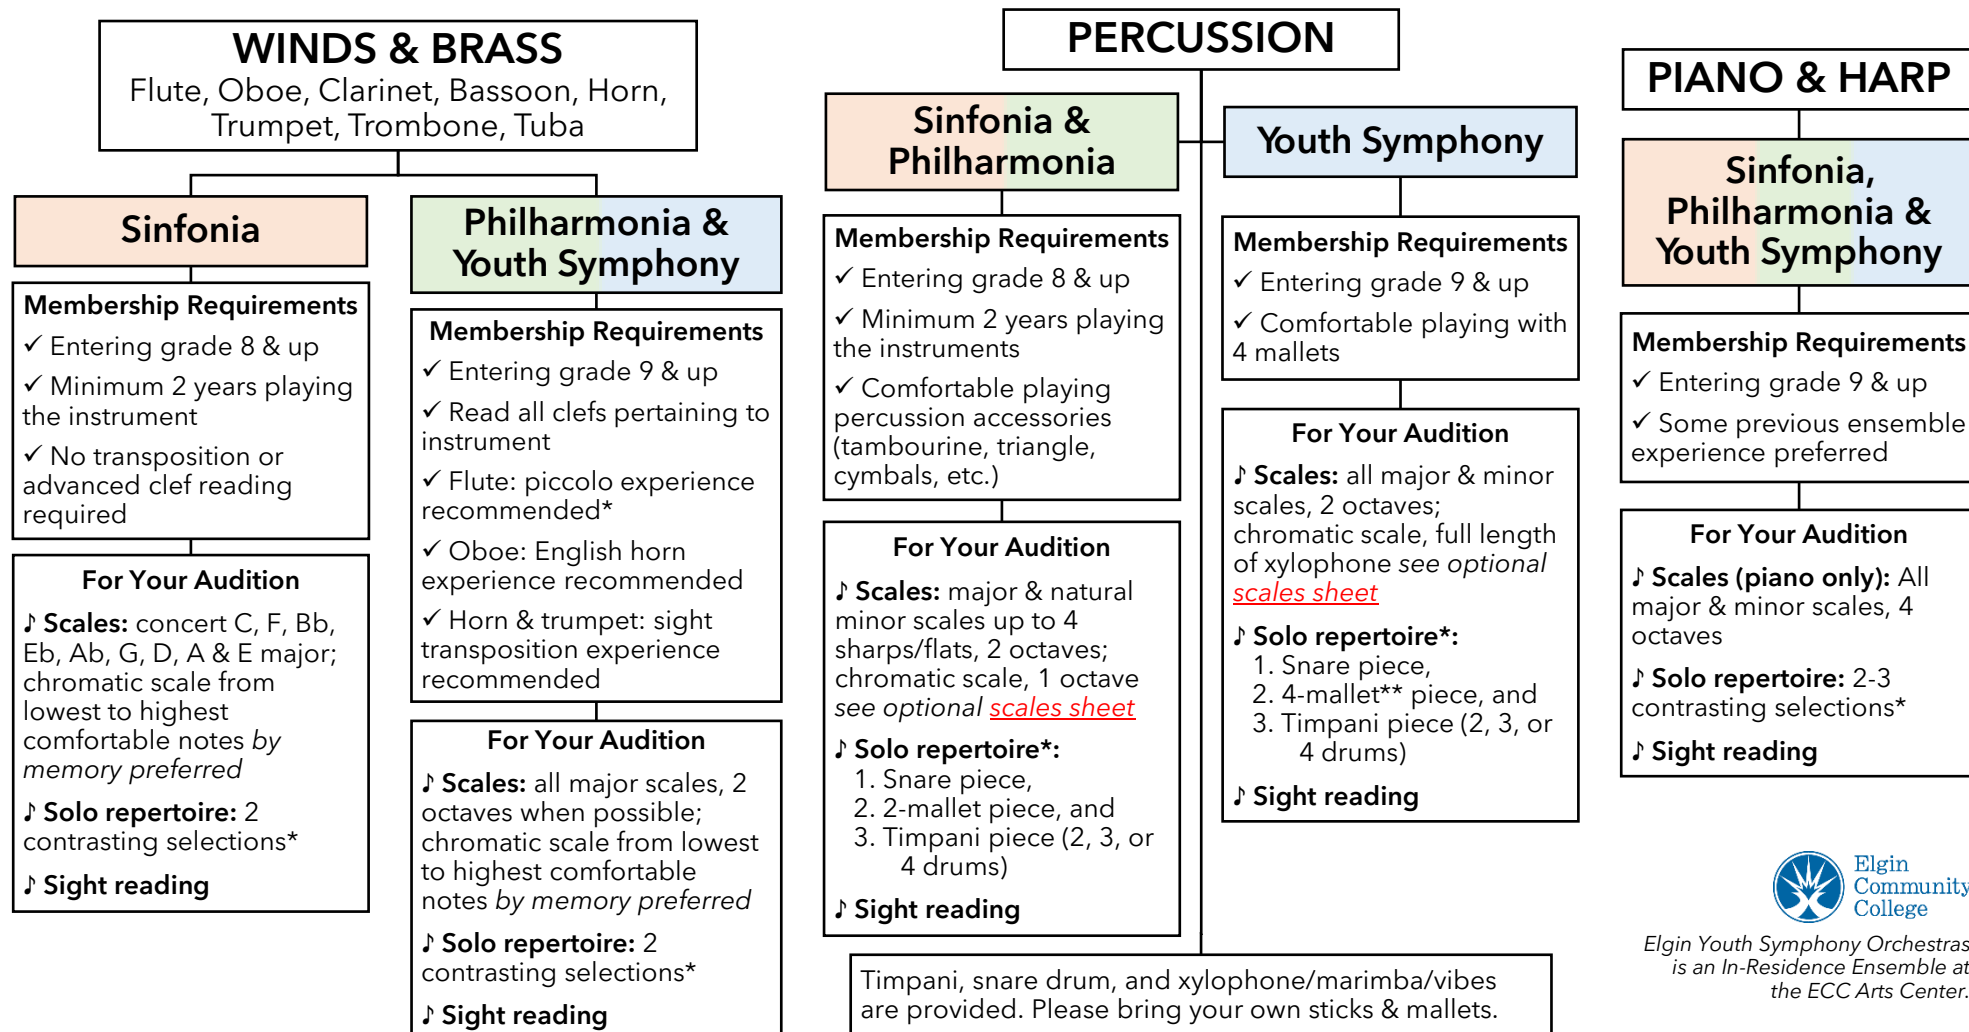 WINDS & BRASS
Flute, Oboe, Clarinet, Bassoon, Horn,
Trumpet, Trombone, Tuba
Sinfonia
Membership Requirements
✓ Entering grade 8 & up
✓ Minimum 2 years playing
the instrument
✓ No transposition or
advanced clef reading
required
For Your Audition
♪ Scales: concert C, F, Bb,
Eb, Ab, G, D, A & E major;
chromatic scale from
lowest to highest
comfortable notes by
memory preferred
♪ Solo repertoire: 2
contrasting selections*
♪ Sight reading
Philharmonia &
Youth Symphony
Membership Requirements
✓ Entering grade 9 & up
✓ Read all clefs pertaining to
instrument
✓ Flute: piccolo experience
recommended*
✓ Oboe: English horn
experience recommended
✓ Horn & trumpet: sight
transposition experience
recommended
For Your Audition
♪ Scales: all major scales, 2
octaves when possible;
chromatic scale from lowest
to highest comfortable
notes by memory preferred
♪ Solo repertoire: 2
contrasting selections*
♪ Sight reading
PERCUSSION
Sinfonia &
Philharmonia
Membership Requirements
✓ Entering grade 8 & up
✓ Minimum 2 years playing
the instruments
✓ Comfortable playing
percussion accessories
(tambourine, triangle,
cymbals, etc.)
For Your Audition
♪ Scales: major & natural
minor scales up to 4
sharps/flats, 2 octaves;
chromatic scale, 1 octave
see optional scales sheet
♪ Solo repertoire*:
1. Snare piece,
2. 2-mallet piece, and
3. Timpani piece (2, 3, or
4 drums)
♪ Sight reading
Youth Symphony
Membership Requirements
✓ Entering grade 9 & up
✓ Comfortable playing with
4 mallets
For Your Audition
♪ Scales: all major & minor
scales, 2 octaves;
chromatic scale, full length
of xylophone see optional
scales sheet
♪ Solo repertoire*:
1. Snare piece,
2. 4-mallet** piece, and
3. Timpani piece (2, 3, or
4 drums)
♪ Sight reading
Timpani, snare drum, and xylophone/marimba/vibes
are provided. Please bring your own sticks & mallets.
PIANO & HARP
Sinfonia,
Philharmonia &
Youth Symphony
Membership Requirements
✓ Entering grade 9 & up
✓ Some previous ensemble
experience preferred
For Your Audition
♪ Scales (piano only): All
major & minor scales, 4
octaves
♪ Solo repertoire: 2-3
contrasting selections*
♪ Sight reading
Elgin
Community
College
Elgin Youth Symphony Orchestras
is an In-Residence Ensemble at
the ECC Arts Center.